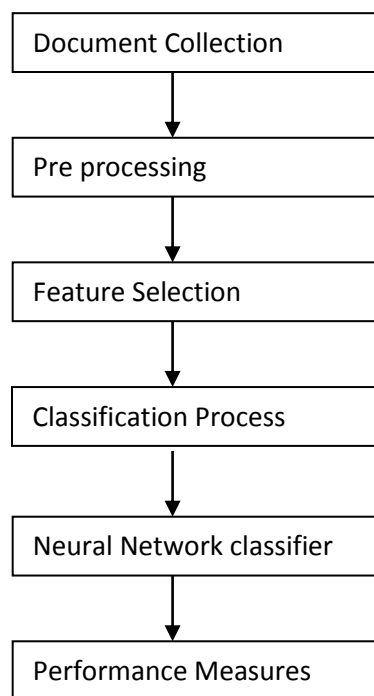 Document Collection
Pre processing
Feature Selection
Classification Process
Neural Network classifier
Performance Measures